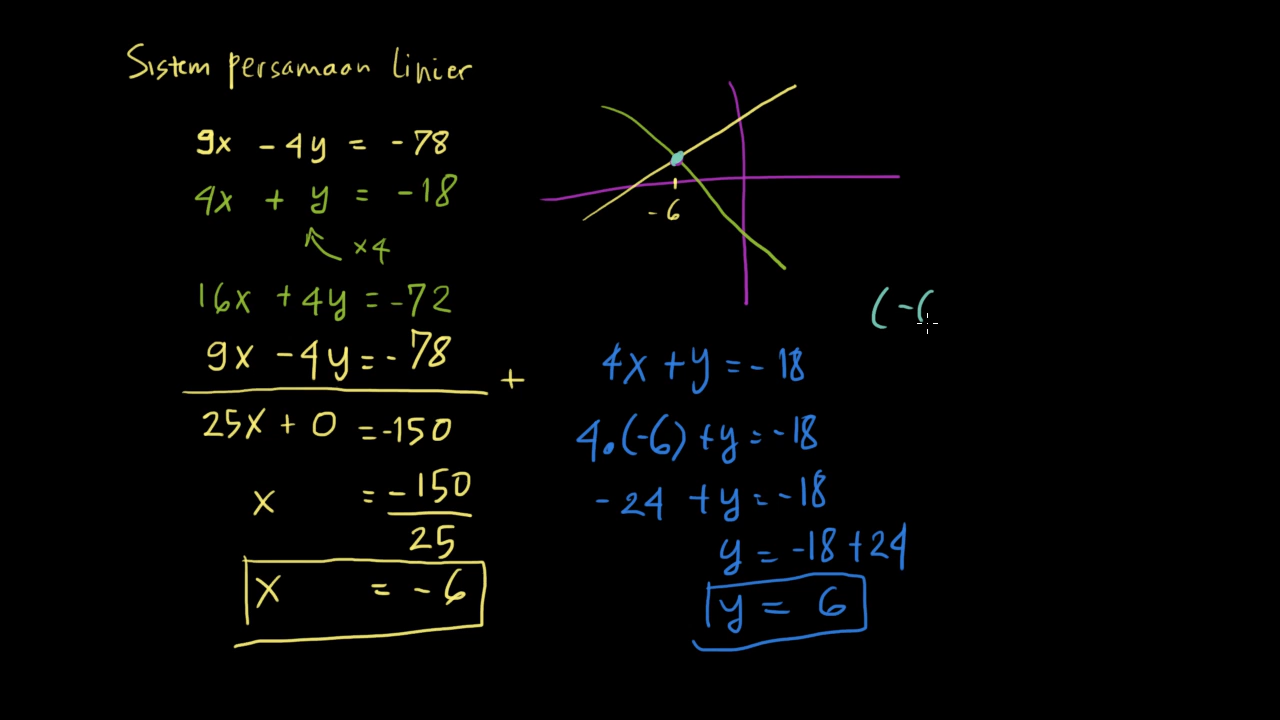 Sistem persamaan linier
9x - 4y = -78
4x + y = -18
×4
16x + 4y = -72
9x - 4y = -78
+
25x + 0 = -150
x = -150
25
x = -6
-6
(-6
4x + y = -18
4.(-6) + y = -18
-24 + y = -18
y = -18 + 24
y = 6